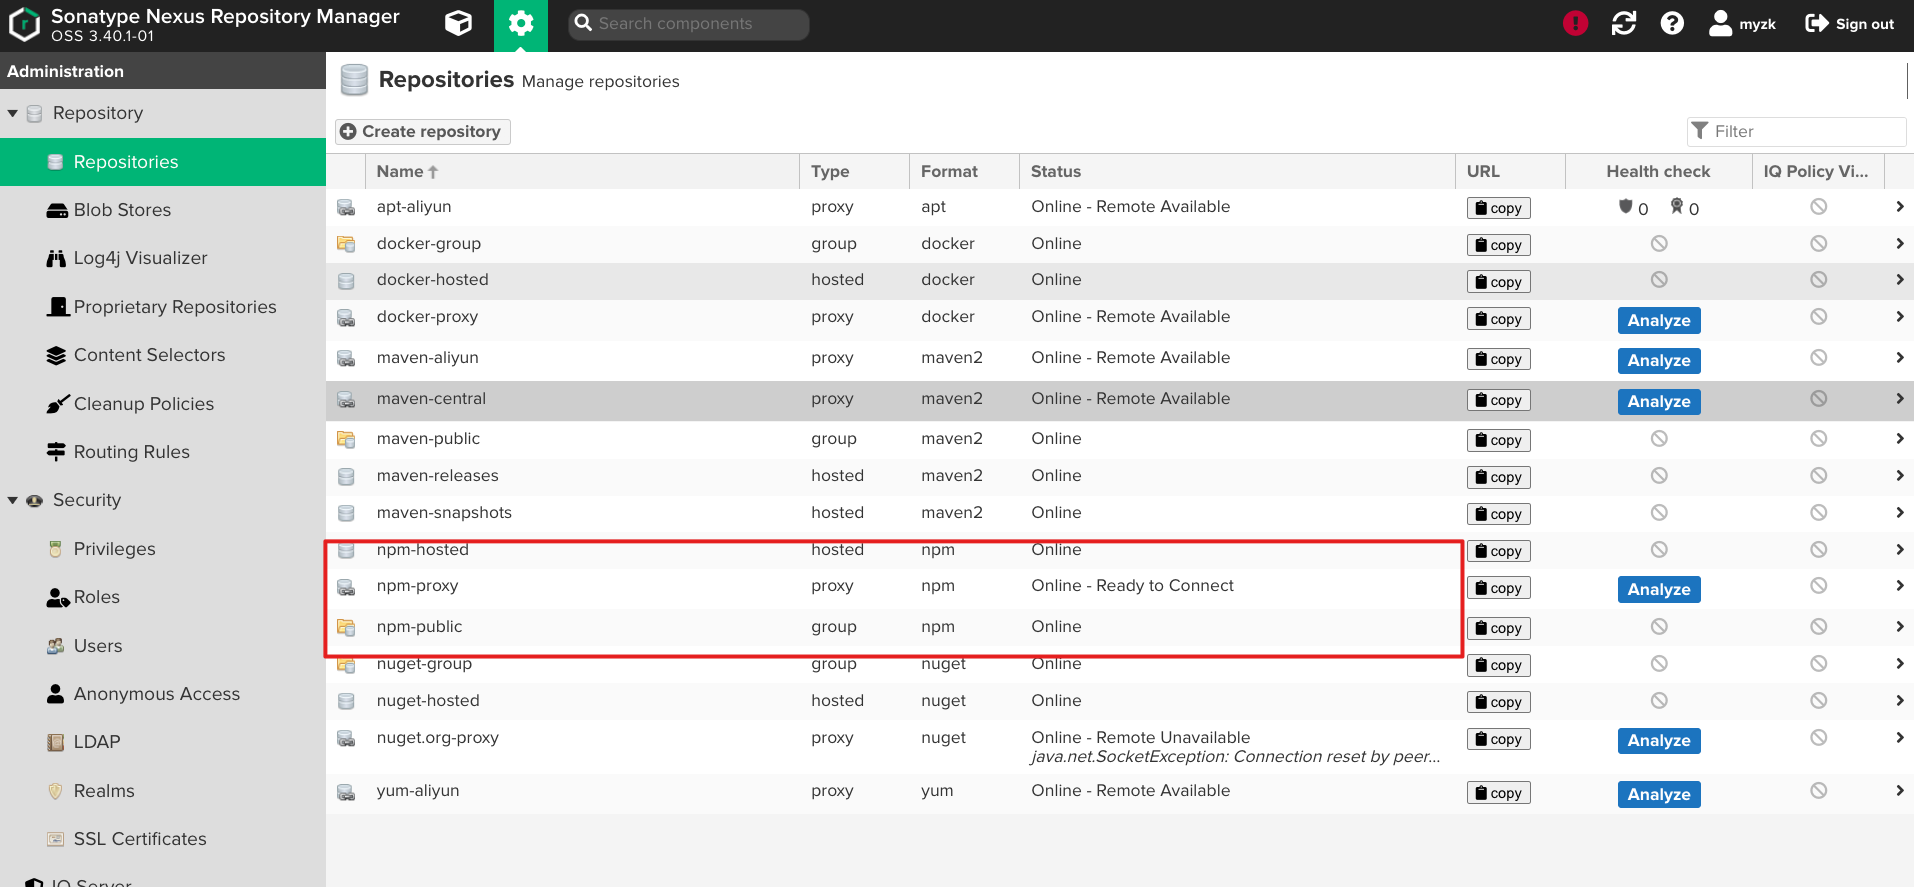 Sonatype Nexus Repository Manager
OSS 3.40.1-01
Search components
myzk
Sign out
Administration
Repository
Repositories
Blob Stores
Log4j Visualizer
Proprietary Repositories
Content Selectors
Cleanup Policies
Routing Rules
Security
Privileges
Roles
Users
Anonymous Access
LDAP
Realms
SSL Certificates
IQ Server
Repositories Manage repositories
Create repository
Filter
Name Type Format Status URL Health check IQ Policy Vi...
apt-aliyun proxy apt Online - Remote Available copy 0 0
docker-group group docker Online copy
docker-hosted hosted docker Online copy
docker-proxy proxy docker Online - Remote Available copy Analyze
maven-aliyun proxy maven2 Online - Remote Available copy Analyze
maven-central proxy maven2 Online - Remote Available copy Analyze
maven-public group maven2 Online copy
maven-releases hosted maven2 Online copy
maven-snapshots hosted maven2 Online copy
npm-hosted hosted npm Online copy
npm-proxy proxy npm Online - Ready to Connect copy Analyze
npm-public group npm Online copy
nuget-group group nuget Online copy
nuget-hosted hosted nuget Online copy
nuget.org-proxy proxy nuget Online - Remote Unavailable copy Analyze
java.net.SocketException: Connection reset by peer...
yum-aliyun proxy yum Online - Remote Available copy Analyze